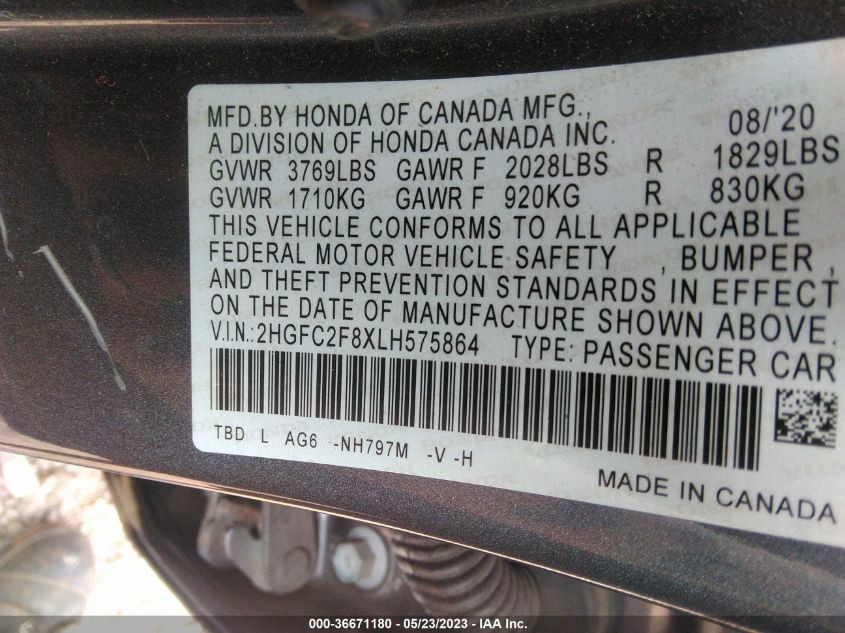 MFD.BY HONDA OF CANADA MFG., 08/'20
A DIVISION OF HONDA CANADA INC.
GVWR 3769LBS GAWR F 2028LBS R 1829LBS
GVWR 1710KG GAWR F 920KG R 830KG
THIS VEHICLE CONFORMS TO ALL APPLICABLE
FEDERAL MOTOR VEHICLE SAFETY , BUMPER ,
AND THEFT PREVENTION STANDARDS IN EFFECT
ON THE DATE OF MANUFACTURE SHOWN ABOVE.
V.I.N.:2HGFC2F8XLH575864 TYPE: PASSENGER CAR
TBD L AG6 -NH797M -V -H
MADE IN CANADA
000-36671180 - 05/23/2023 - IAA Inc.